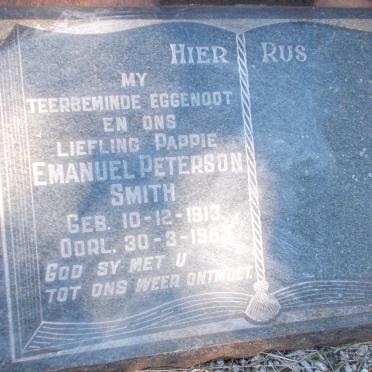 HIER RUS
MY
TEERBEMINDE EGGENOOT
EN ONS
LIEFLING PAPPIE
EMANUEL PETERSON
SMITH
GEB. 10-12-1913.
OORL. 30-3-
GOD SY MET U
TOT ONS WEER ONTMOET.